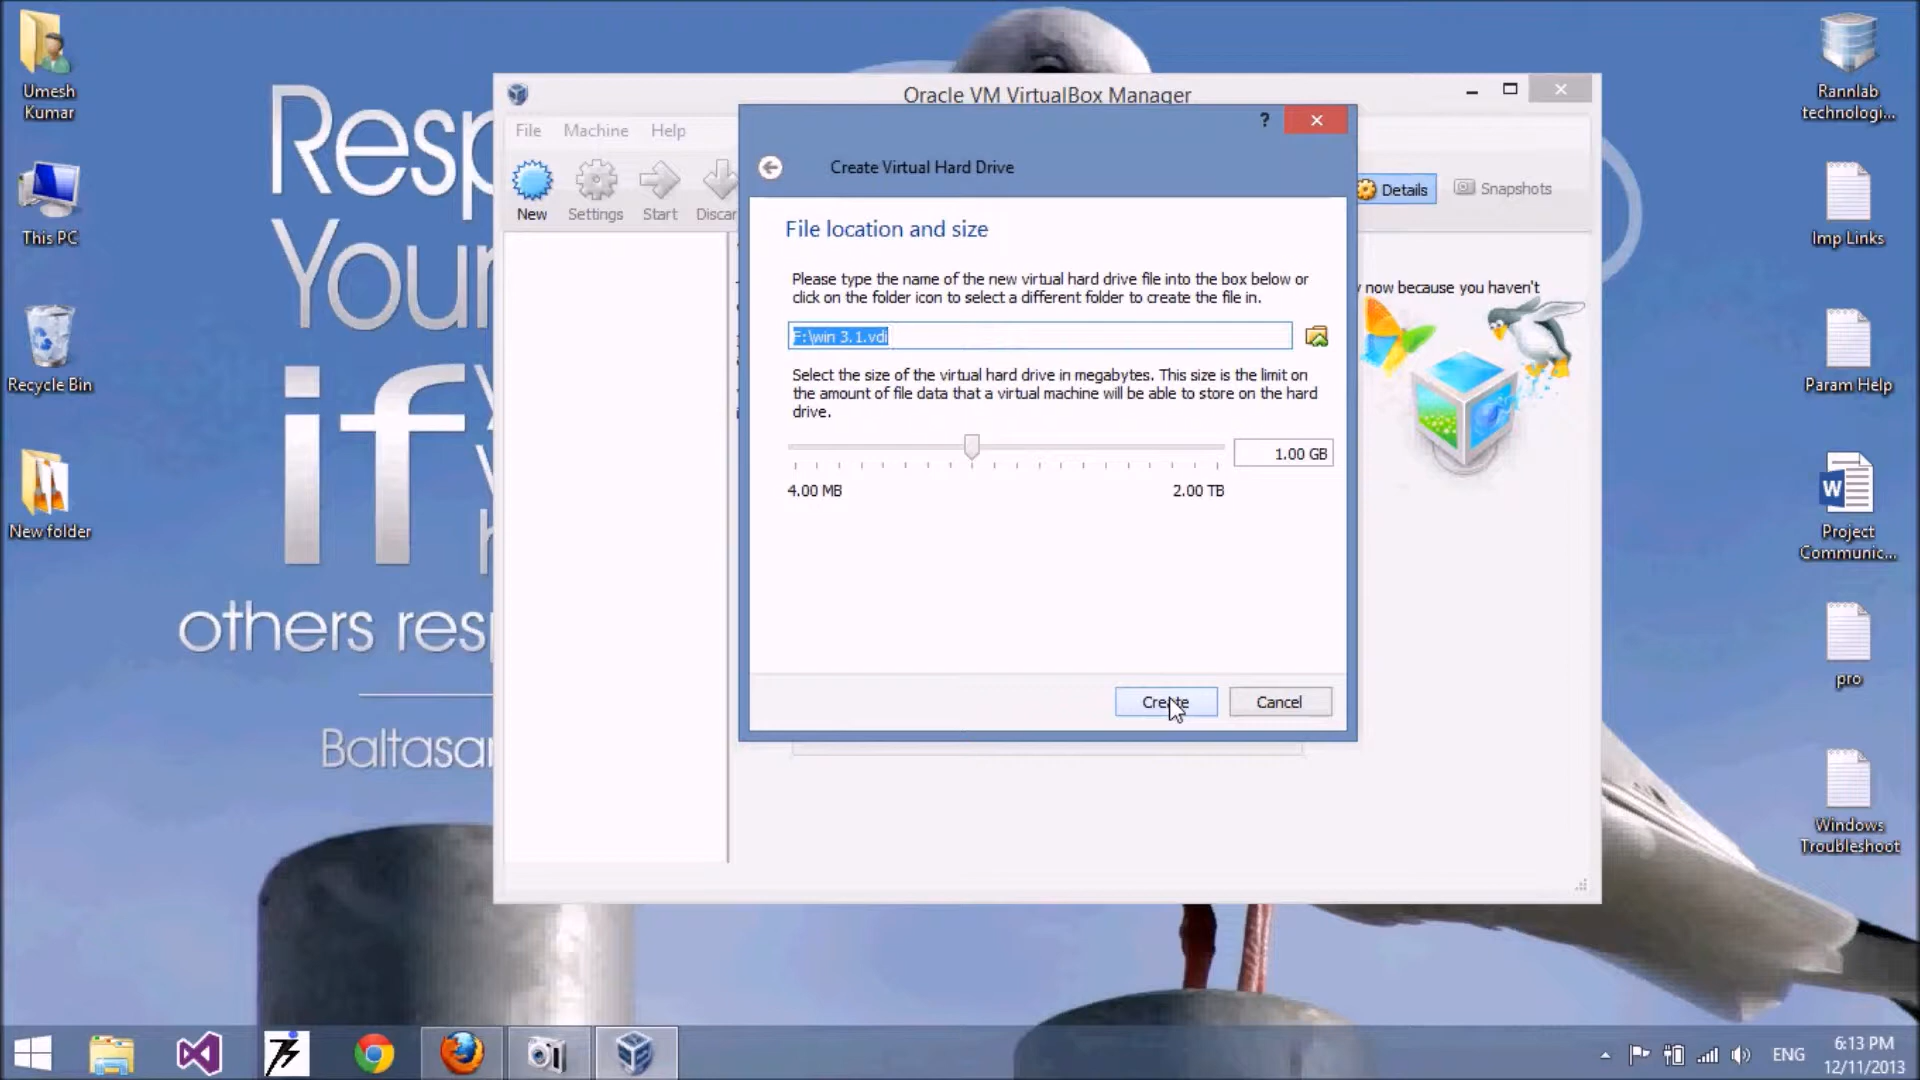 Umesh
Kumar
This PC
Recycle Bin
New folder
Resp
You
if
others resp
Baltasar
Oracle VM VirtualBox Manager
File Machine Help
New Settings Start Discar
Details Snapshots
now because you haven't
?
Create Virtual Hard Drive
File location and size
Please type the name of the new virtual hard drive file into the box below or
click on the folder icon to select a different folder to create the file in.
F:\win 3.1.vdi
Select the size of the virtual hard drive in megabytes. This size is the limit on
the amount of file data that a virtual machine will be able to store on the hard
drive.
1.00 GB
4.00 MB 2.00 TB
Create Cancel
Rannlab
technologi...
Imp Links
Param Help
Project
Communic...
pro
Windows
Troubleshoot
ENG
6:13 PM
12/11/2013